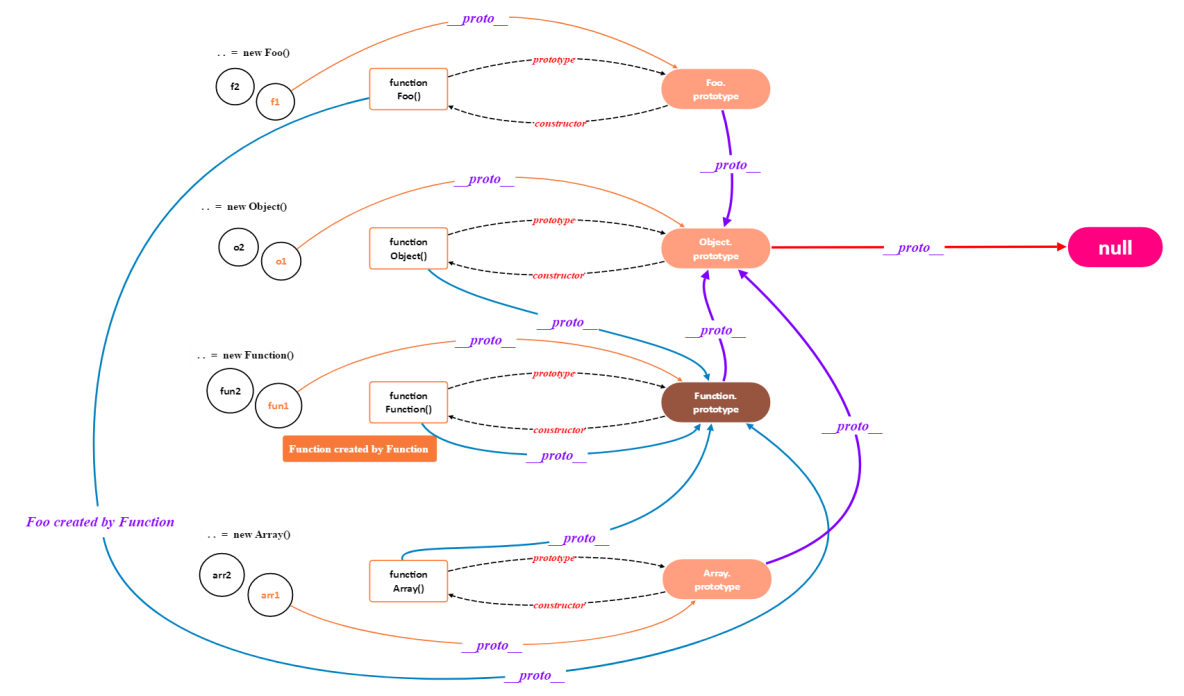 __proto__
. . = new Foo()
f2
f1
function
Foo()
prototype
constructor
Foo.
prototype
__proto__
__proto__
. . = new Object()
o2
o1
function
Object()
prototype
constructor
Object.
prototype
__proto__
null
__proto__
__proto__
__proto__
. . = new Function()
fun2
fun1
function
Function()
prototype
constructor
Function.
prototype
Function created by Function
__proto__
__proto__
Foo created by Function
. . = new Array()
arr2
arr1
__proto__
function
Array()
prototype
constructor
Array.
prototype
__proto__
__proto__